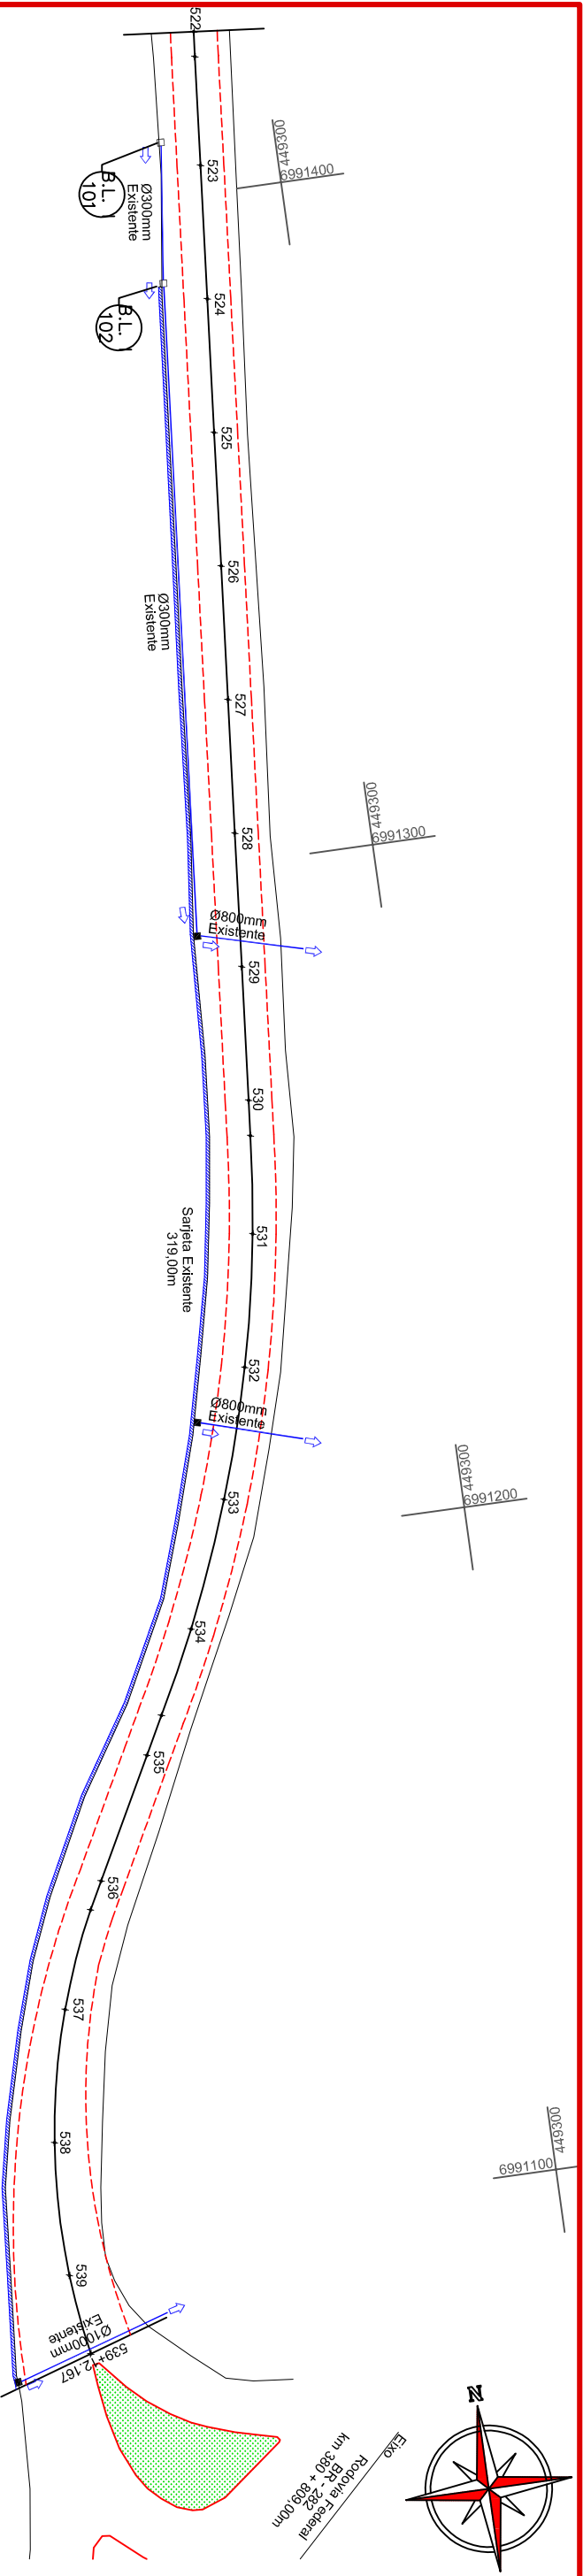 522
449300
6991400
523
B.L.
101
Ø300mm
Existente
524
B.L.
102
525
526
Ø300mm
Existente
527
449300
6991300
528
Ø800mm
Existente
529
530
Sarjeta Existente
319,00m
531
532
Ø800mm
Existente
449300
6991200
533
534
535
536
537
538
449300
6991100
539
Ø1000mm
Existente
539+12.167
N
Eixo
Rodovia Federal
BR - 282
km 380 + 809,00m